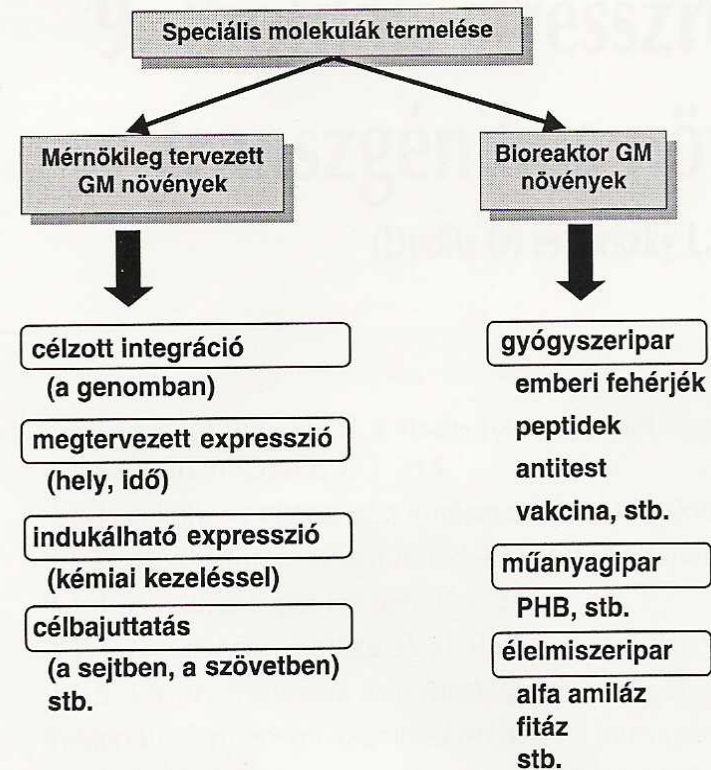 Speciális molekulák termelése
Mérnökileg tervezett
GM növények
célzott integráció
(a genomban)
megtervezett expresszió
(hely, idő)
indukálható expresszió
(kémiai kezeléssel)
célbajuttatás
(a sejtben, a szövetben)
stb.
Bioreaktor GM
növények
gyógyszeripar
emberi fehérjék
peptidek
antitest
vakcina, stb.
műanyagipar
PHB, stb.
élelmiszeripar
alfa amiláz
fitáz
stb.